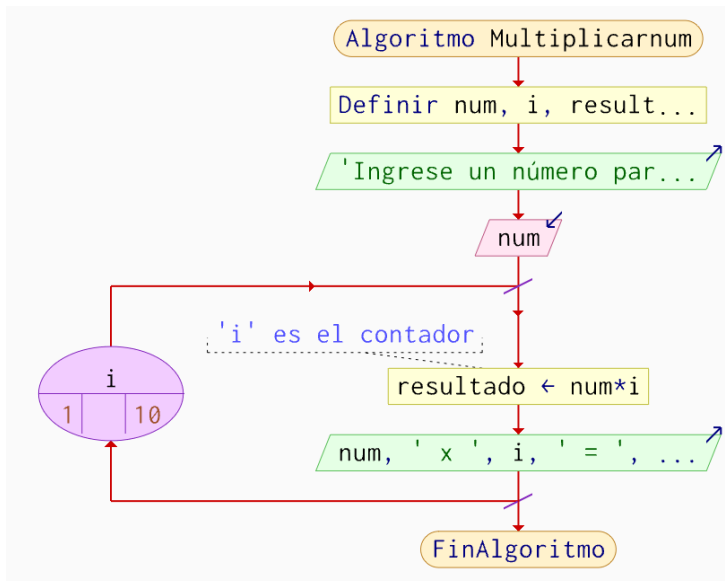 Algoritmo Multiplicarnum
Definir num, i, result...
'Ingrese un número par...
num
'i' es el contador
i
1 10
resultado ← num*i
num, ' x ', i, ' = ', ...
FinAlgoritmo